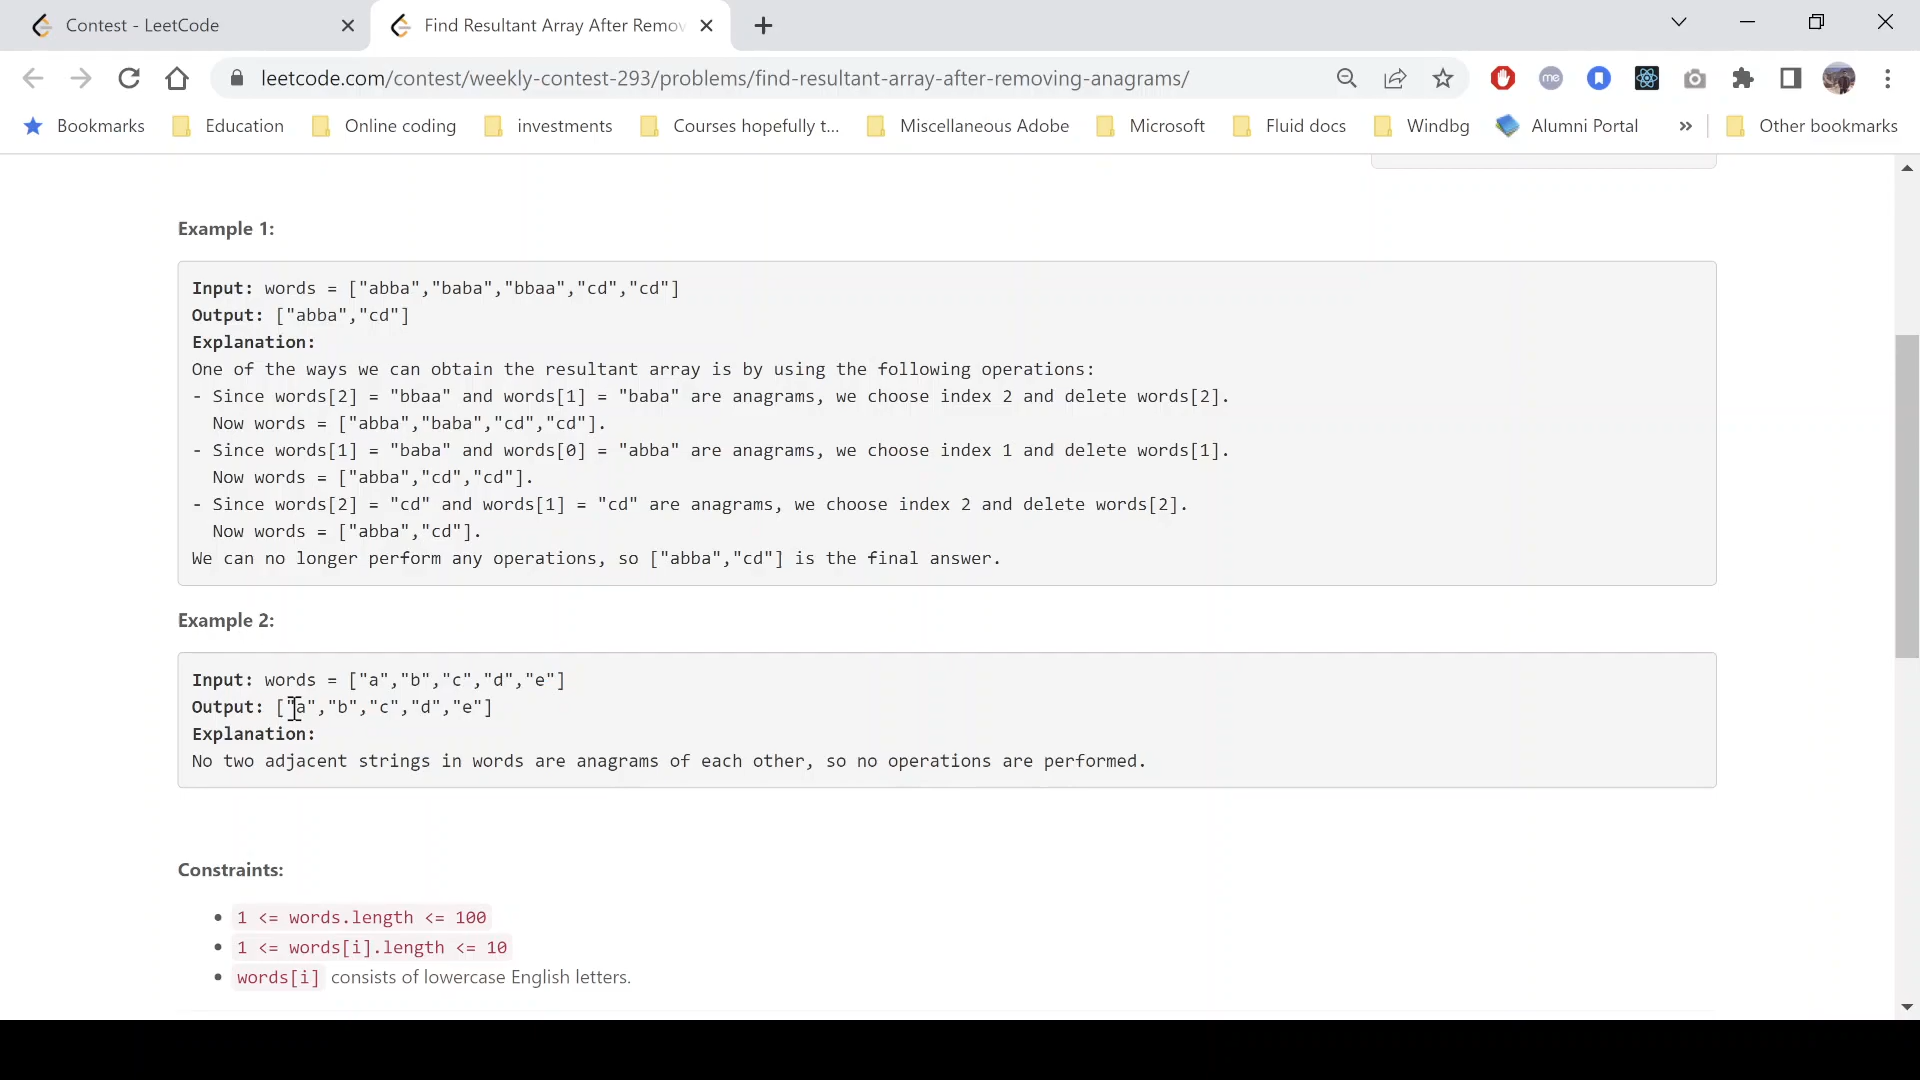 Contest - LeetCode
Find Resultant Array After Remov
leetcode.com/contest/weekly-contest-293/problems/find-resultant-array-after-removing-anagrams/
me
Bookmarks Education Online coding investments Courses hopefully t... Miscellaneous Adobe Microsoft Fluid docs Windbg Alumni Portal » Other bookmarks
Example 1:
Input: words = ["abba","baba","bbaa","cd","cd"]
Output: ["abba","cd"]
Explanation:
One of the ways we can obtain the resultant array is by using the following operations:
- Since words[2] = "bbaa" and words[1] = "baba" are anagrams, we choose index 2 and delete words[2].
Now words = ["abba","baba","cd","cd"].
- Since words[1] = "baba" and words[0] = "abba" are anagrams, we choose index 1 and delete words[1].
Now words = ["abba","cd","cd"].
- Since words[2] = "cd" and words[1] = "cd" are anagrams, we choose index 2 and delete words[2].
Now words = ["abba","cd"].
We can no longer perform any operations, so ["abba","cd"] is the final answer.
Example 2:
Input: words = ["a","b","c","d","e"]
Output: ["a","b","c","d","e"]
Explanation:
No two adjacent strings in words are anagrams of each other, so no operations are performed.
Constraints:
• 1 <= words.length <= 100
• 1 <= words[i].length <= 10
• words[i] consists of lowercase English letters.